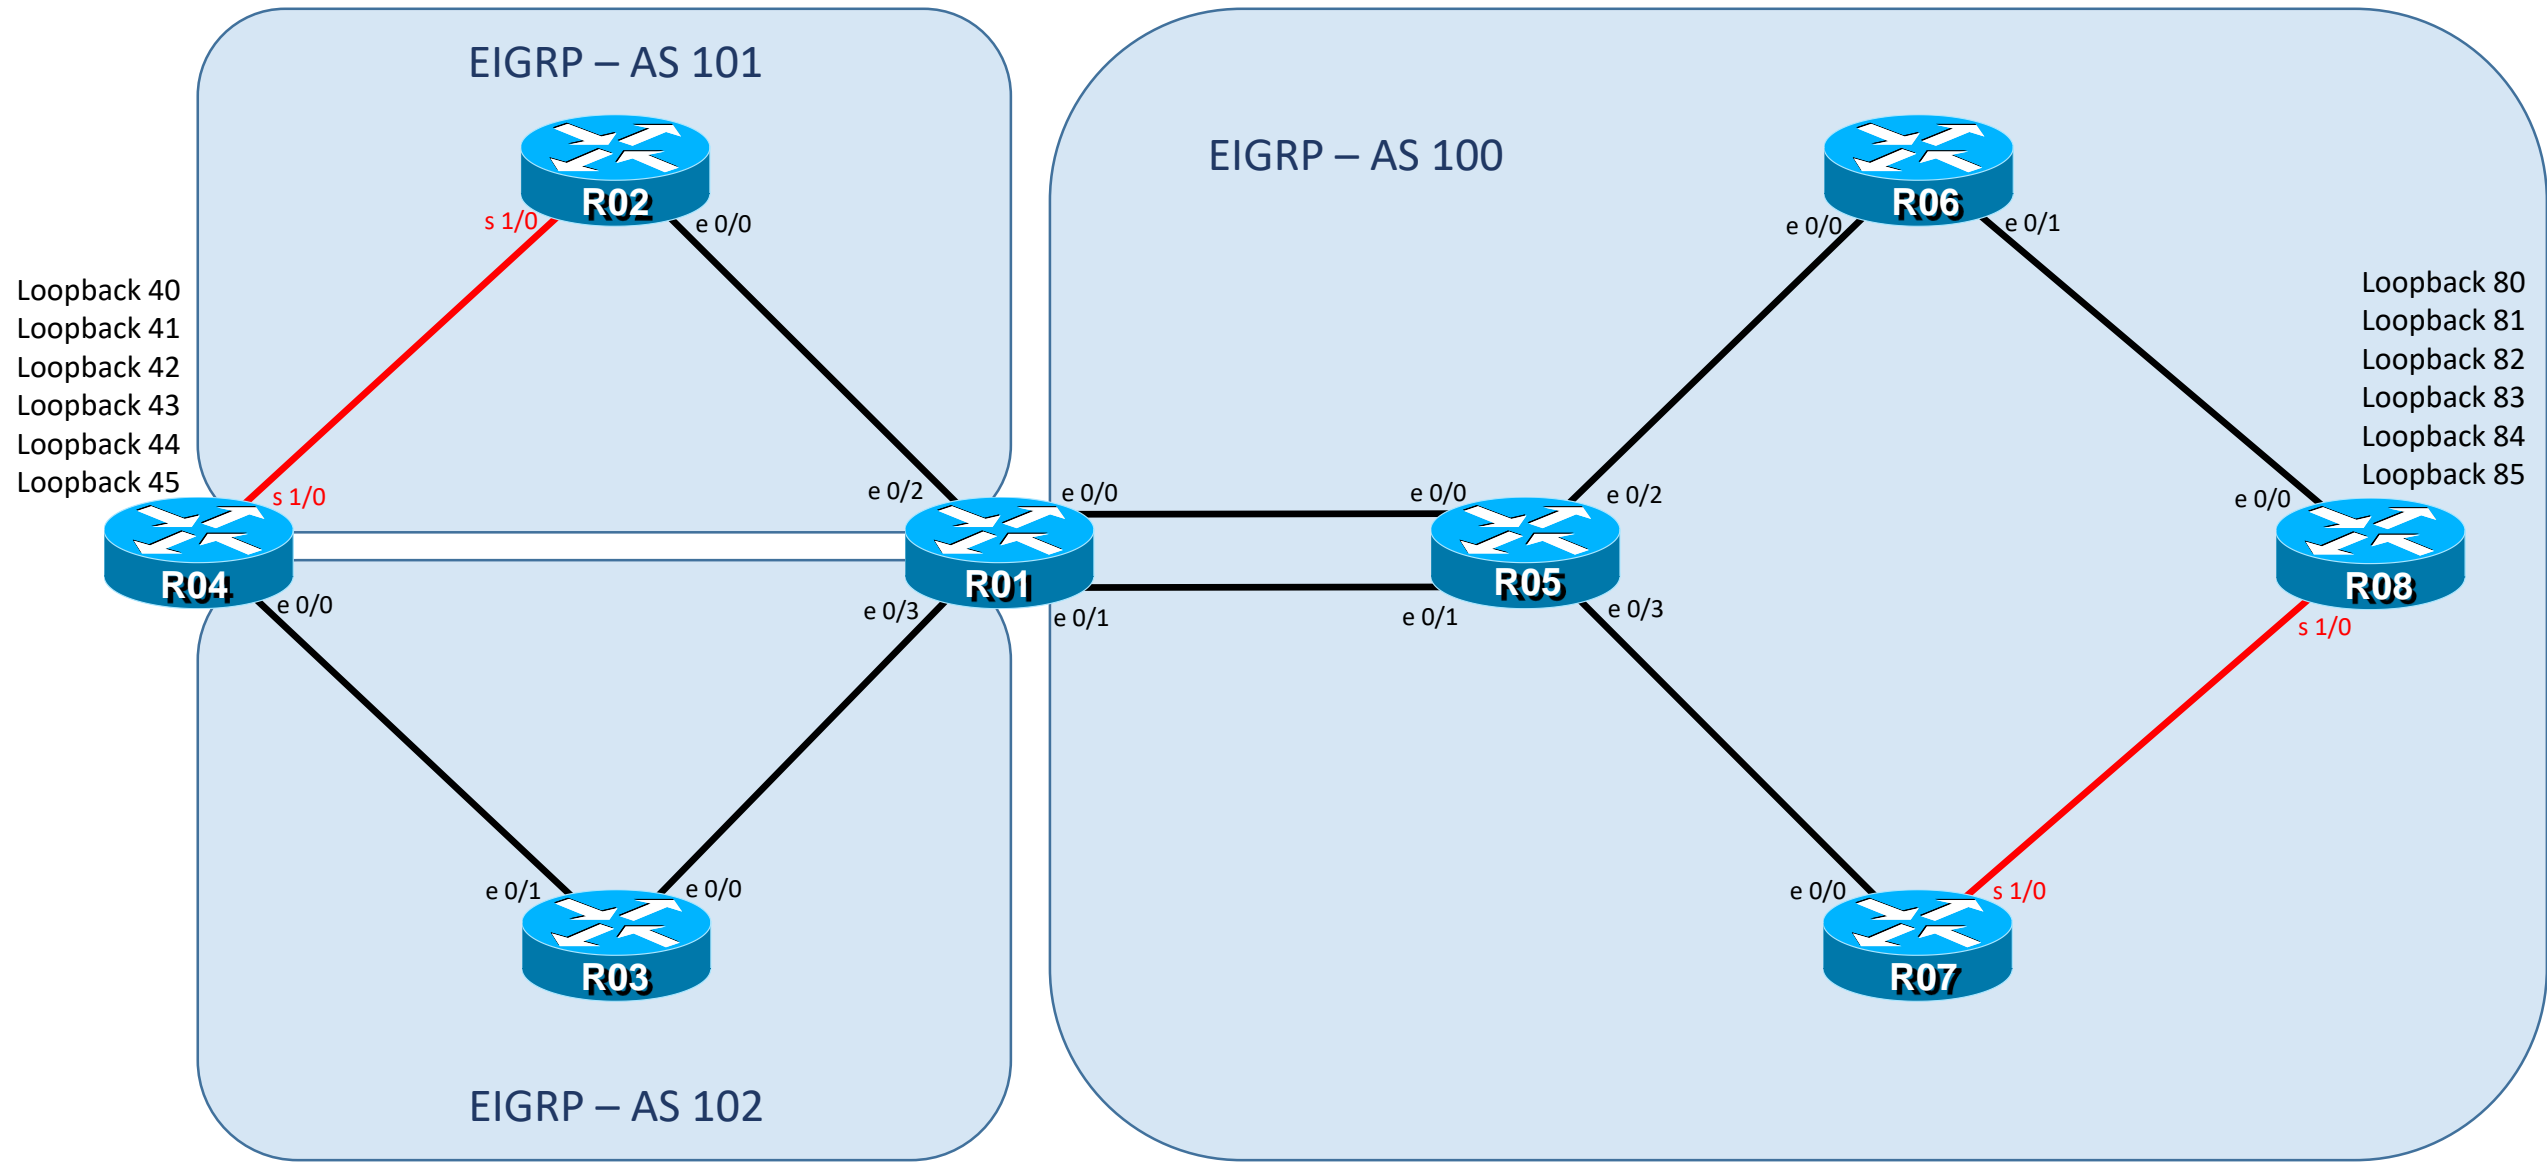 EIGRP – AS 101
R02
s 1/0
e 0/0
Loopback 40
Loopback 41
Loopback 42
Loopback 43
Loopback 44
Loopback 45
s 1/0
R04
e 0/0
e 0/2
R01
e 0/3
e 0/0
e 0/1
e 0/1
e 0/0
R03
EIGRP – AS 102
EIGRP – AS 100
R06
e 0/0
e 0/1
Loopback 80
Loopback 81
Loopback 82
Loopback 83
Loopback 84
Loopback 85
e 0/0
e 0/2
R05
e 0/1
e 0/3
e 0/0
R08
s 1/0
e 0/0
s 1/0
R07